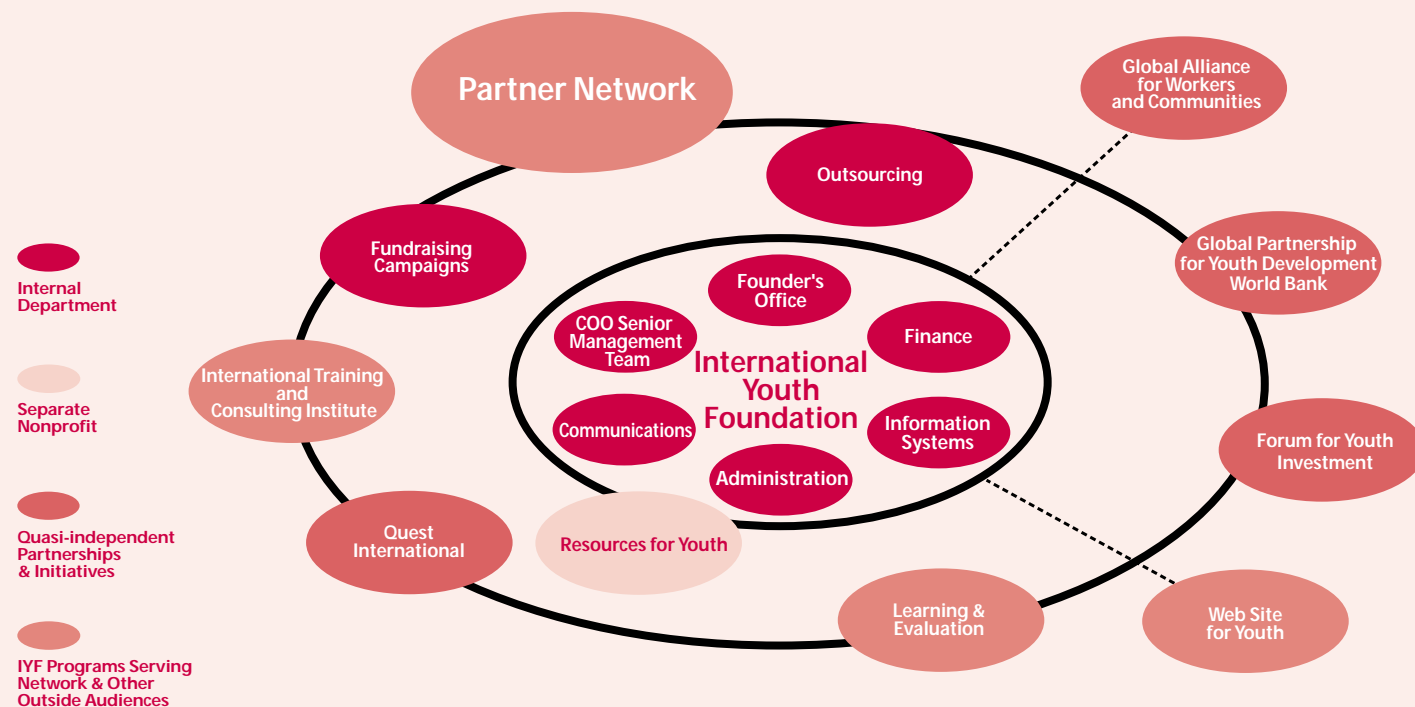 Partner Network
Global Alliance
for Workers
and Communities
Outsourcing
Fundraising
Campaigns
Global Partnership
for Youth Development
World Bank
Internal
Department
Founder's
Office
COO Senior
Management
Team
Finance
International
Youth
Foundation
International Training
and
Consulting Institute
Separate
Nonprofit
Communications
Information
Systems
Forum for Youth
Investment
Administration
Quasi-independent
Partnerships
& Initiatives
Quest
International
Resources for Youth
Learning &
Evaluation
Web Site
for Youth
IYF Programs Serving
Network & Other
Outside Audiences